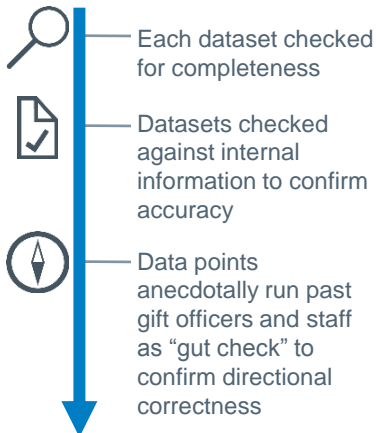 Each dataset checked
for completeness
Datasets checked
against internal
information to confirm
accuracy
Data points
anecdotally run past
gift officers and staff
as “gut check” to
confirm directional
correctness